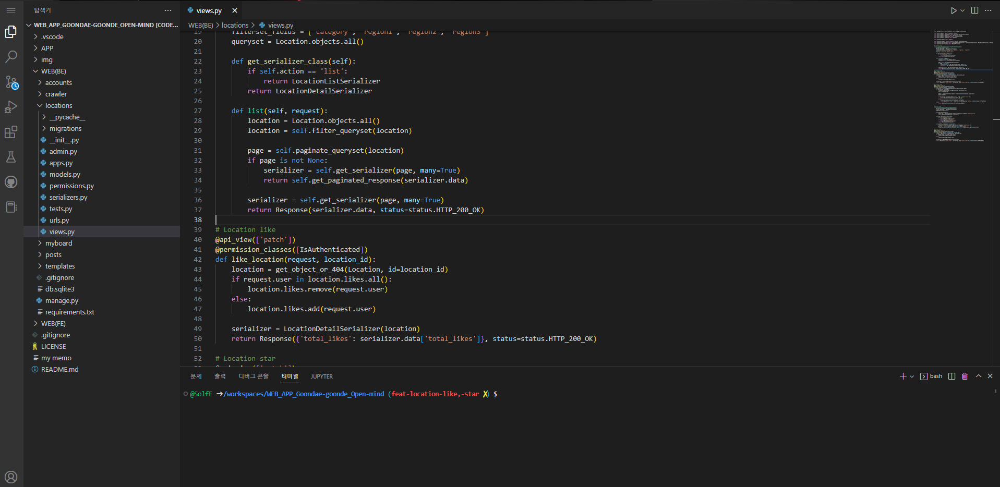 탐색기
WEB_APP_GOONDAE-GOONDE_OPEN-MIND [CODE...
.vscode
APP
img
WEB(BE)
accounts
crawler
locations
__pycache__
migrations
__init__.py
admin.py
apps.py
models.py
permissions.py
serializers.py
tests.py
urls.py
views.py
myboard
posts
templates
.gitignore
db.sqlite3
manage.py
requirements.txt
WEB(FE)
.gitignore
LICENSE
my memo
README.md
views.py
WEB(BE) > locations > views.py
19 filterset_fields = ['category', 'region1', 'region2', 'region3']
20 queryset = Location.objects.all()
21
22 def get_serializer_class(self):
23 if self.action == 'list':
24 return LocationListSerializer
25 return LocationDetailSerializer
26
27 def list(self, request):
28 location = Location.objects.all()
29 location = self.filter_queryset(location)
30
31 page = self.paginate_queryset(location)
32 if page is not None:
33 serializer = self.get_serializer(page, many=True)
34 return self.get_paginated_response(serializer.data)
35
36 serializer = self.get_serializer(page, many=True)
37 return Response(serializer.data, status=status.HTTP_200_OK)
38
39 # Location like
40 @api_view(['patch'])
41 @permission_classes([IsAuthenticated])
42 def like_location(request, location_id):
43 location = get_object_or_404(Location, id=location_id)
44 if request.user in location.likes.all():
45 location.likes.remove(request.user)
46 else:
47 location.likes.add(request.user)
48
49 serializer = LocationDetailSerializer(location)
50 return Response({'total_likes': serializer.data['total_likes']}, status=status.HTTP_200_OK)
51
52 # Location star
문제 출력 디버그 콘솔 터미널 JUPYTER
bash
@SolfE ➜/workspaces/WEB_APP_Goondae-goonde_Open-mind (feat-location-like,-star ✗) $